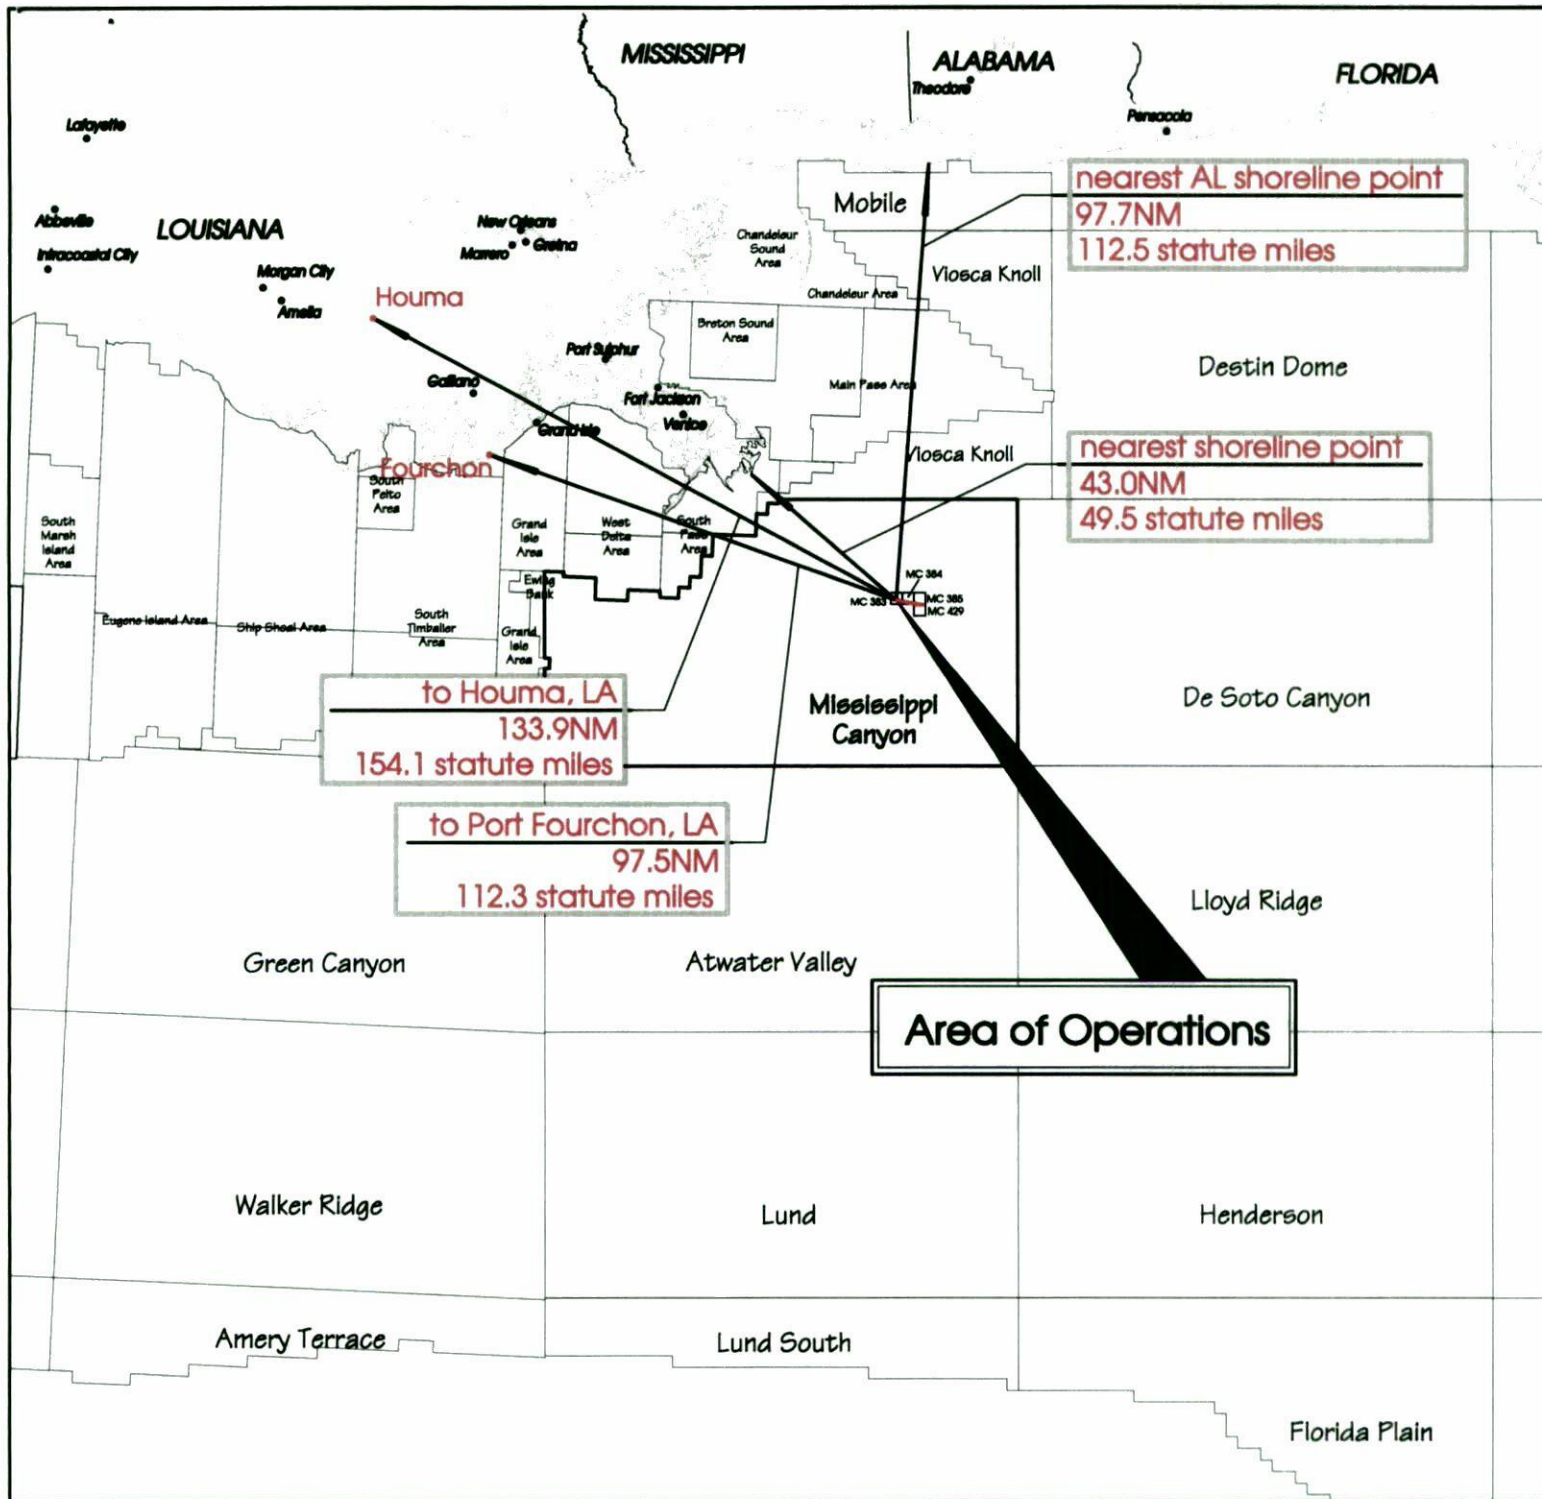 MISSISSIPPI
ALABAMA
FLORIDA
Theodore
Pensacola
Lafayette
nearest AL shoreline point
97.7NM
112.5 statute miles
Mobile
Abbeville
LOUISIANA
New Orleans
Gretna
Marrero
Intracoastal City
Chandeleur
Sound
Area
Morgan City
Amelia
Viosca Knoll
Houma
Chandeleur Area
Breton Sound
Area
Port Sulphur
Destin Dome
Galliano
Main Pass Area
Fort Jackson
Venice
Grand Isle
nearest shoreline point
43.0NM
49.5 statute miles
Viosca Knoll
Fourchon
South
Pelto
Area
South
Marsh
Island
Area
Grand
Isle
Area
West
Delta
Area
South
Pass
Area
MC 384
MC 383
MC 385
MC 429
Ewing
Bank
Eugene Island Area
Ship Shoal Area
South
Timbalier
Area
Grand
Isle
Area
to Houma, LA
133.9NM
154.1 statute miles
Mississippi
Canyon
De Soto Canyon
to Port Fourchon, LA
97.5NM
112.3 statute miles
Lloyd Ridge
Green Canyon
Atwater Valley
Area of Operations
Walker Ridge
Lund
Henderson
Amery Terrace
Lund South
Florida Plain